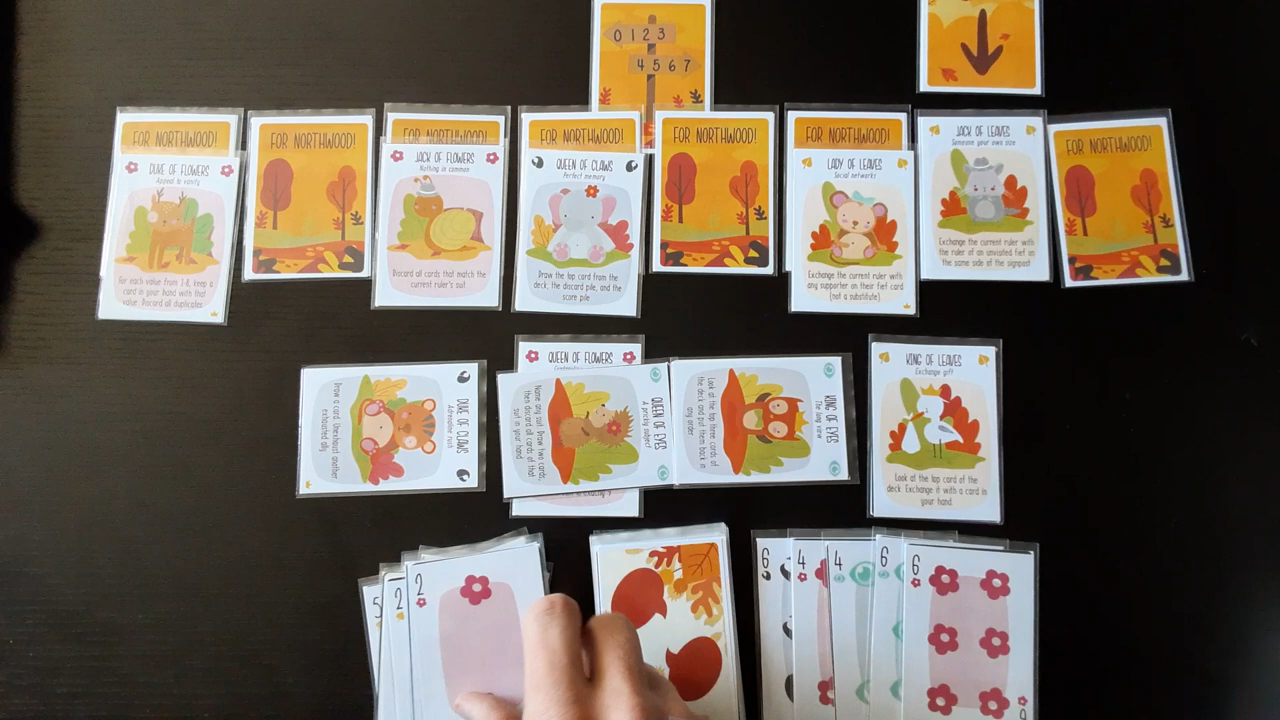 0 1 2 3
4 5 6 7
FOR NORTHWOOD!
DUKE OF FLOWERS
Appeal to vanity
For each value from 1-8, keep a
card in your hand with that
value. Discard all duplicates
FOR NORTHWOOD!
FOR NORTHWOOD!
JACK OF FLOWERS
Nothing in common
Discard all cards that match the
current ruler's suit
FOR NORTHWOOD!
QUEEN OF CLAWS
Perfect memory
Draw the top card from the
deck, the discard pile, and the
score pile
FOR NORTHWOOD!
FOR NORTHWOOD!
LADY OF LEAVES
Social networks
Exchange the current ruler with
any supporter on their fief card
(not a substitute)
JACK OF LEAVES
Someone your own size
Exchange the current ruler with
the ruler of an unvisited fief on
the same side of the signpost
FOR NORTHWOOD!
DUKE OF CLAWS
Adrenaline rush
Draw a card. Unexhaust another
exhausted ally
QUEEN OF FLOWERS
QUEEN OF EYES
A prickly subject
Name any suit. Draw two cards,
then discard all cards of that
suit in your hand
KING OF EYES
The long view
Look at the top three cards of
the deck and put them back in
any order
KING OF LEAVES
Exchange gift
Look at the top card of the
deck. Exchange it with a card in
your hand.
5
2
2
6
4
4
6
6
6